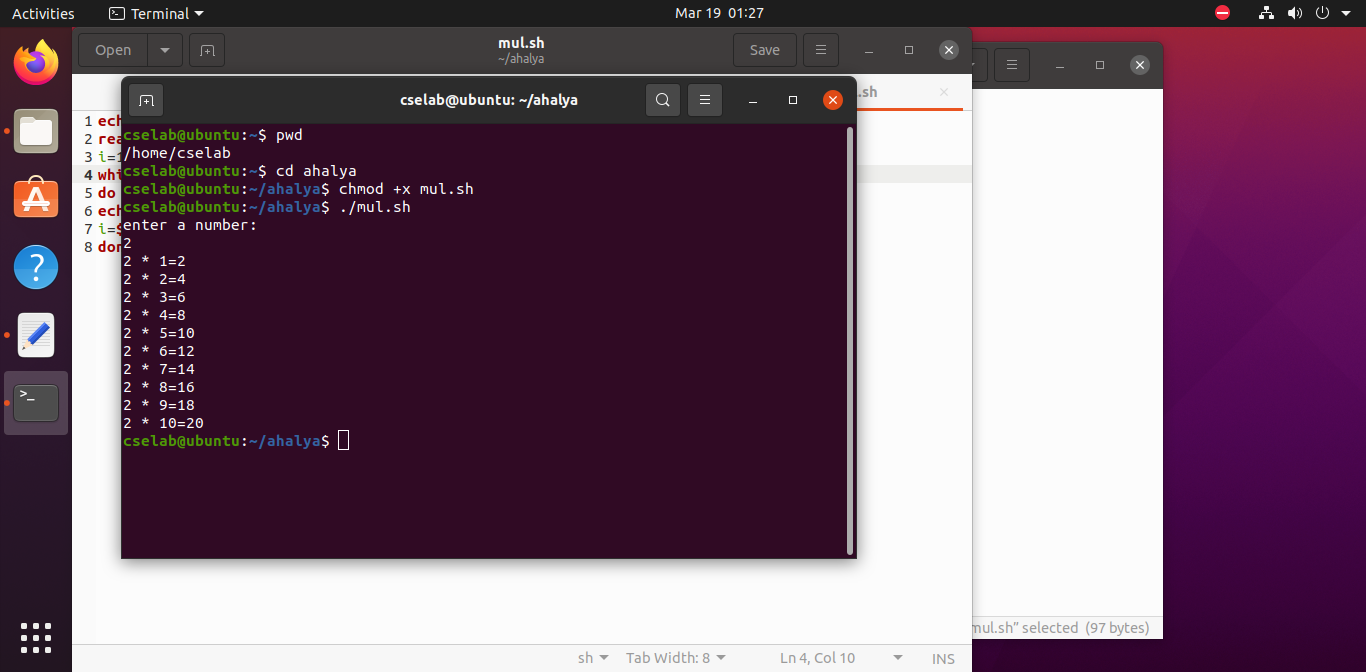 Activities
Terminal
Mar 19 01:27
Open
mul.sh
~/ahalya
Save
.sh
cselab@ubuntu: ~/ahalya
1 ech
2 rea
3 i=1
4 whi
5 do
6 ech
7 i=$
8 don
cselab@ubuntu:~$ pwd
/home/cselab
cselab@ubuntu:~$ cd ahalya
cselab@ubuntu:~/ahalya$ chmod +x mul.sh
cselab@ubuntu:~/ahalya$ ./mul.sh
enter a number:
2
2 * 1=2
2 * 2=4
2 * 3=6
2 * 4=8
2 * 5=10
2 * 6=12
2 * 7=14
2 * 8=16
2 * 9=18
2 * 10=20
cselab@ubuntu:~/ahalya$
mul.sh” selected (97 bytes)
sh
Tab Width: 8
Ln 4, Col 10
INS